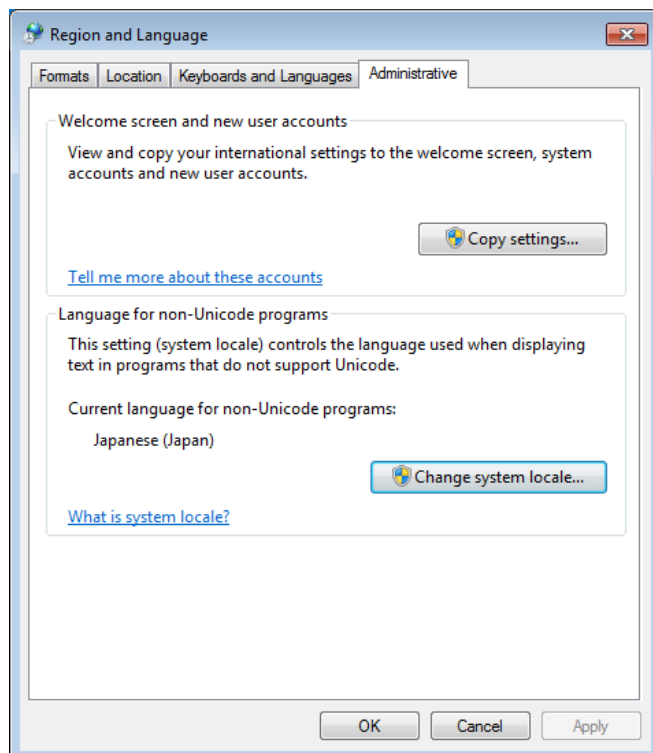 Region and Language
Formats Location Keyboards and Languages Administrative
Welcome screen and new user accounts
View and copy your international settings to the welcome screen, system
accounts and new user accounts.
Copy settings...
Tell me more about these accounts
Language for non-Unicode programs
This setting (system locale) controls the language used when displaying
text in programs that do not support Unicode.
Current language for non-Unicode programs:
Japanese (Japan)
Change system locale...
What is system locale?
OK Cancel Apply